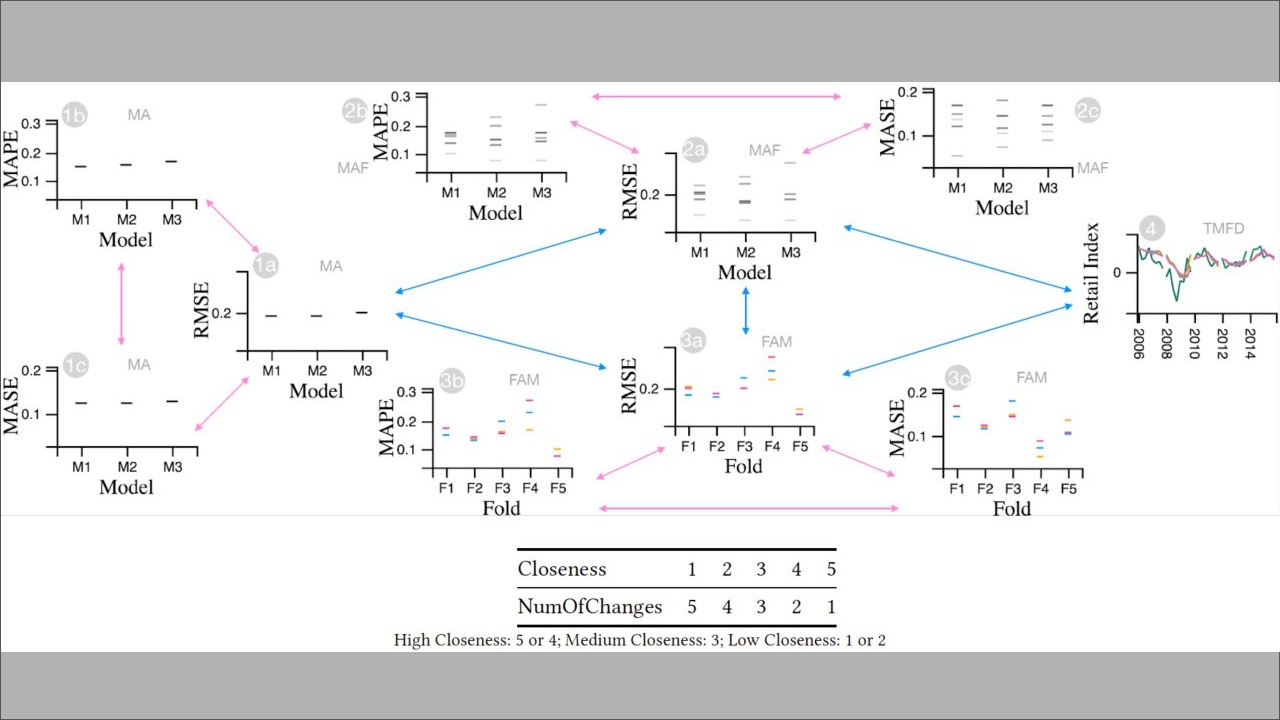 1b
MA
MAPE
0.3
0.2
0.1
M1 M2 M3
Model
2b
MAPE
0.3
0.2
0.1
MAF
M1 M2 M3
Model
2a
MAF
RMSE
0.2
M1 M2 M3
Model
2c
MASE
0.2
0.1
MAF
M1 M2 M3
Model
1a
MA
RMSE
0.2
M1 M2 M3
Model
4
TMFD
Retail Index
0
2006 2008 2010 2012 2014
1c
MA
MASE
0.2
0.1
M1 M2 M3
Model
3b
FAM
MAPE
0.3
0.2
0.1
F1 F2 F3 F4 F5
Fold
3a
FAM
RMSE
0.2
F1 F2 F3 F4 F5
Fold
3c
FAM
MASE
0.2
0.1
F1 F2 F3 F4 F5
Fold
Closeness 1 2 3 4 5
NumOfChanges 5 4 3 2 1
High Closeness: 5 or 4; Medium Closeness: 3; Low Closeness: 1 or 2